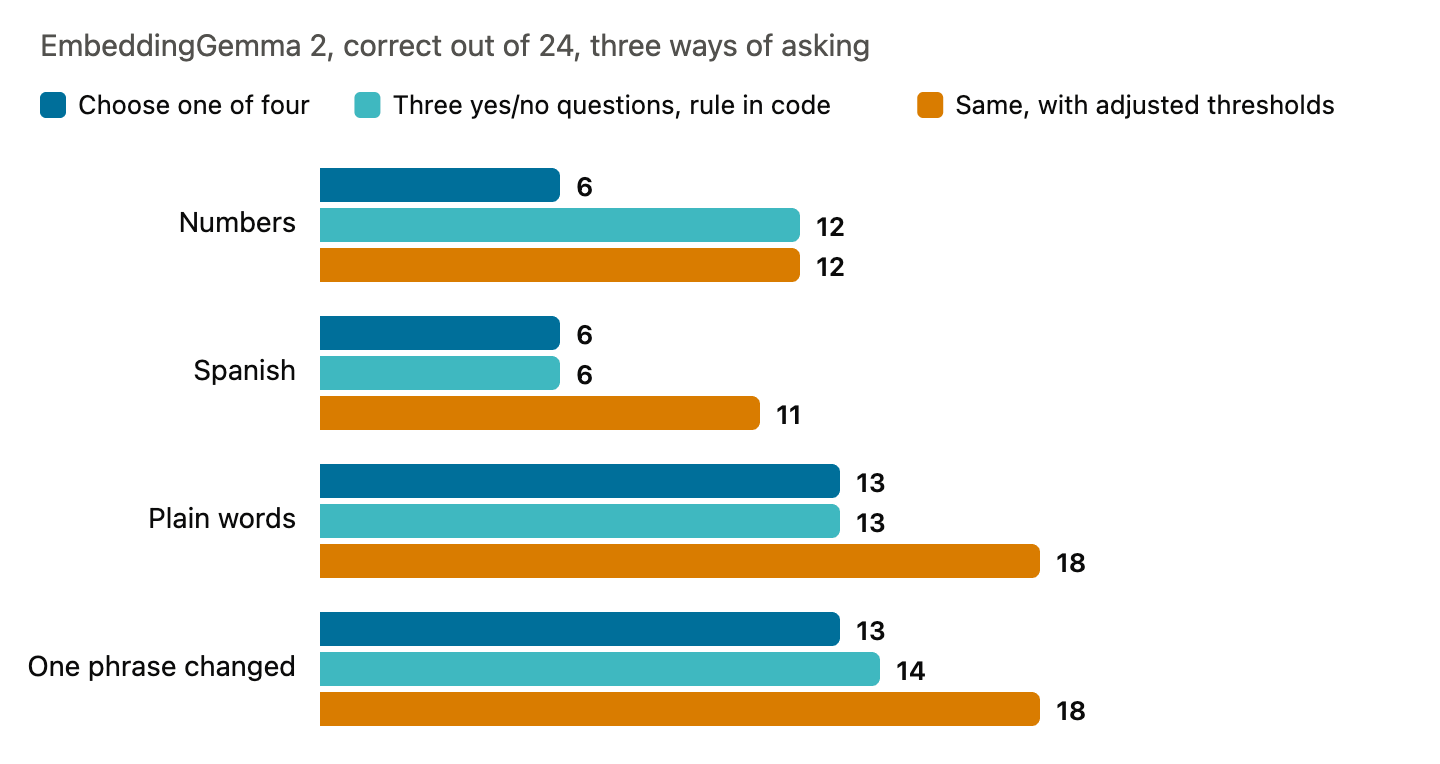 EmbeddingGemma 2, correct out of 24, three ways of asking
Choose one of four Three yes/no questions, rule in code Same, with adjusted thresholds
6
Numbers 12
12
6
Spanish 6
11
13
Plain words 13
18
13
One phrase changed 14
18